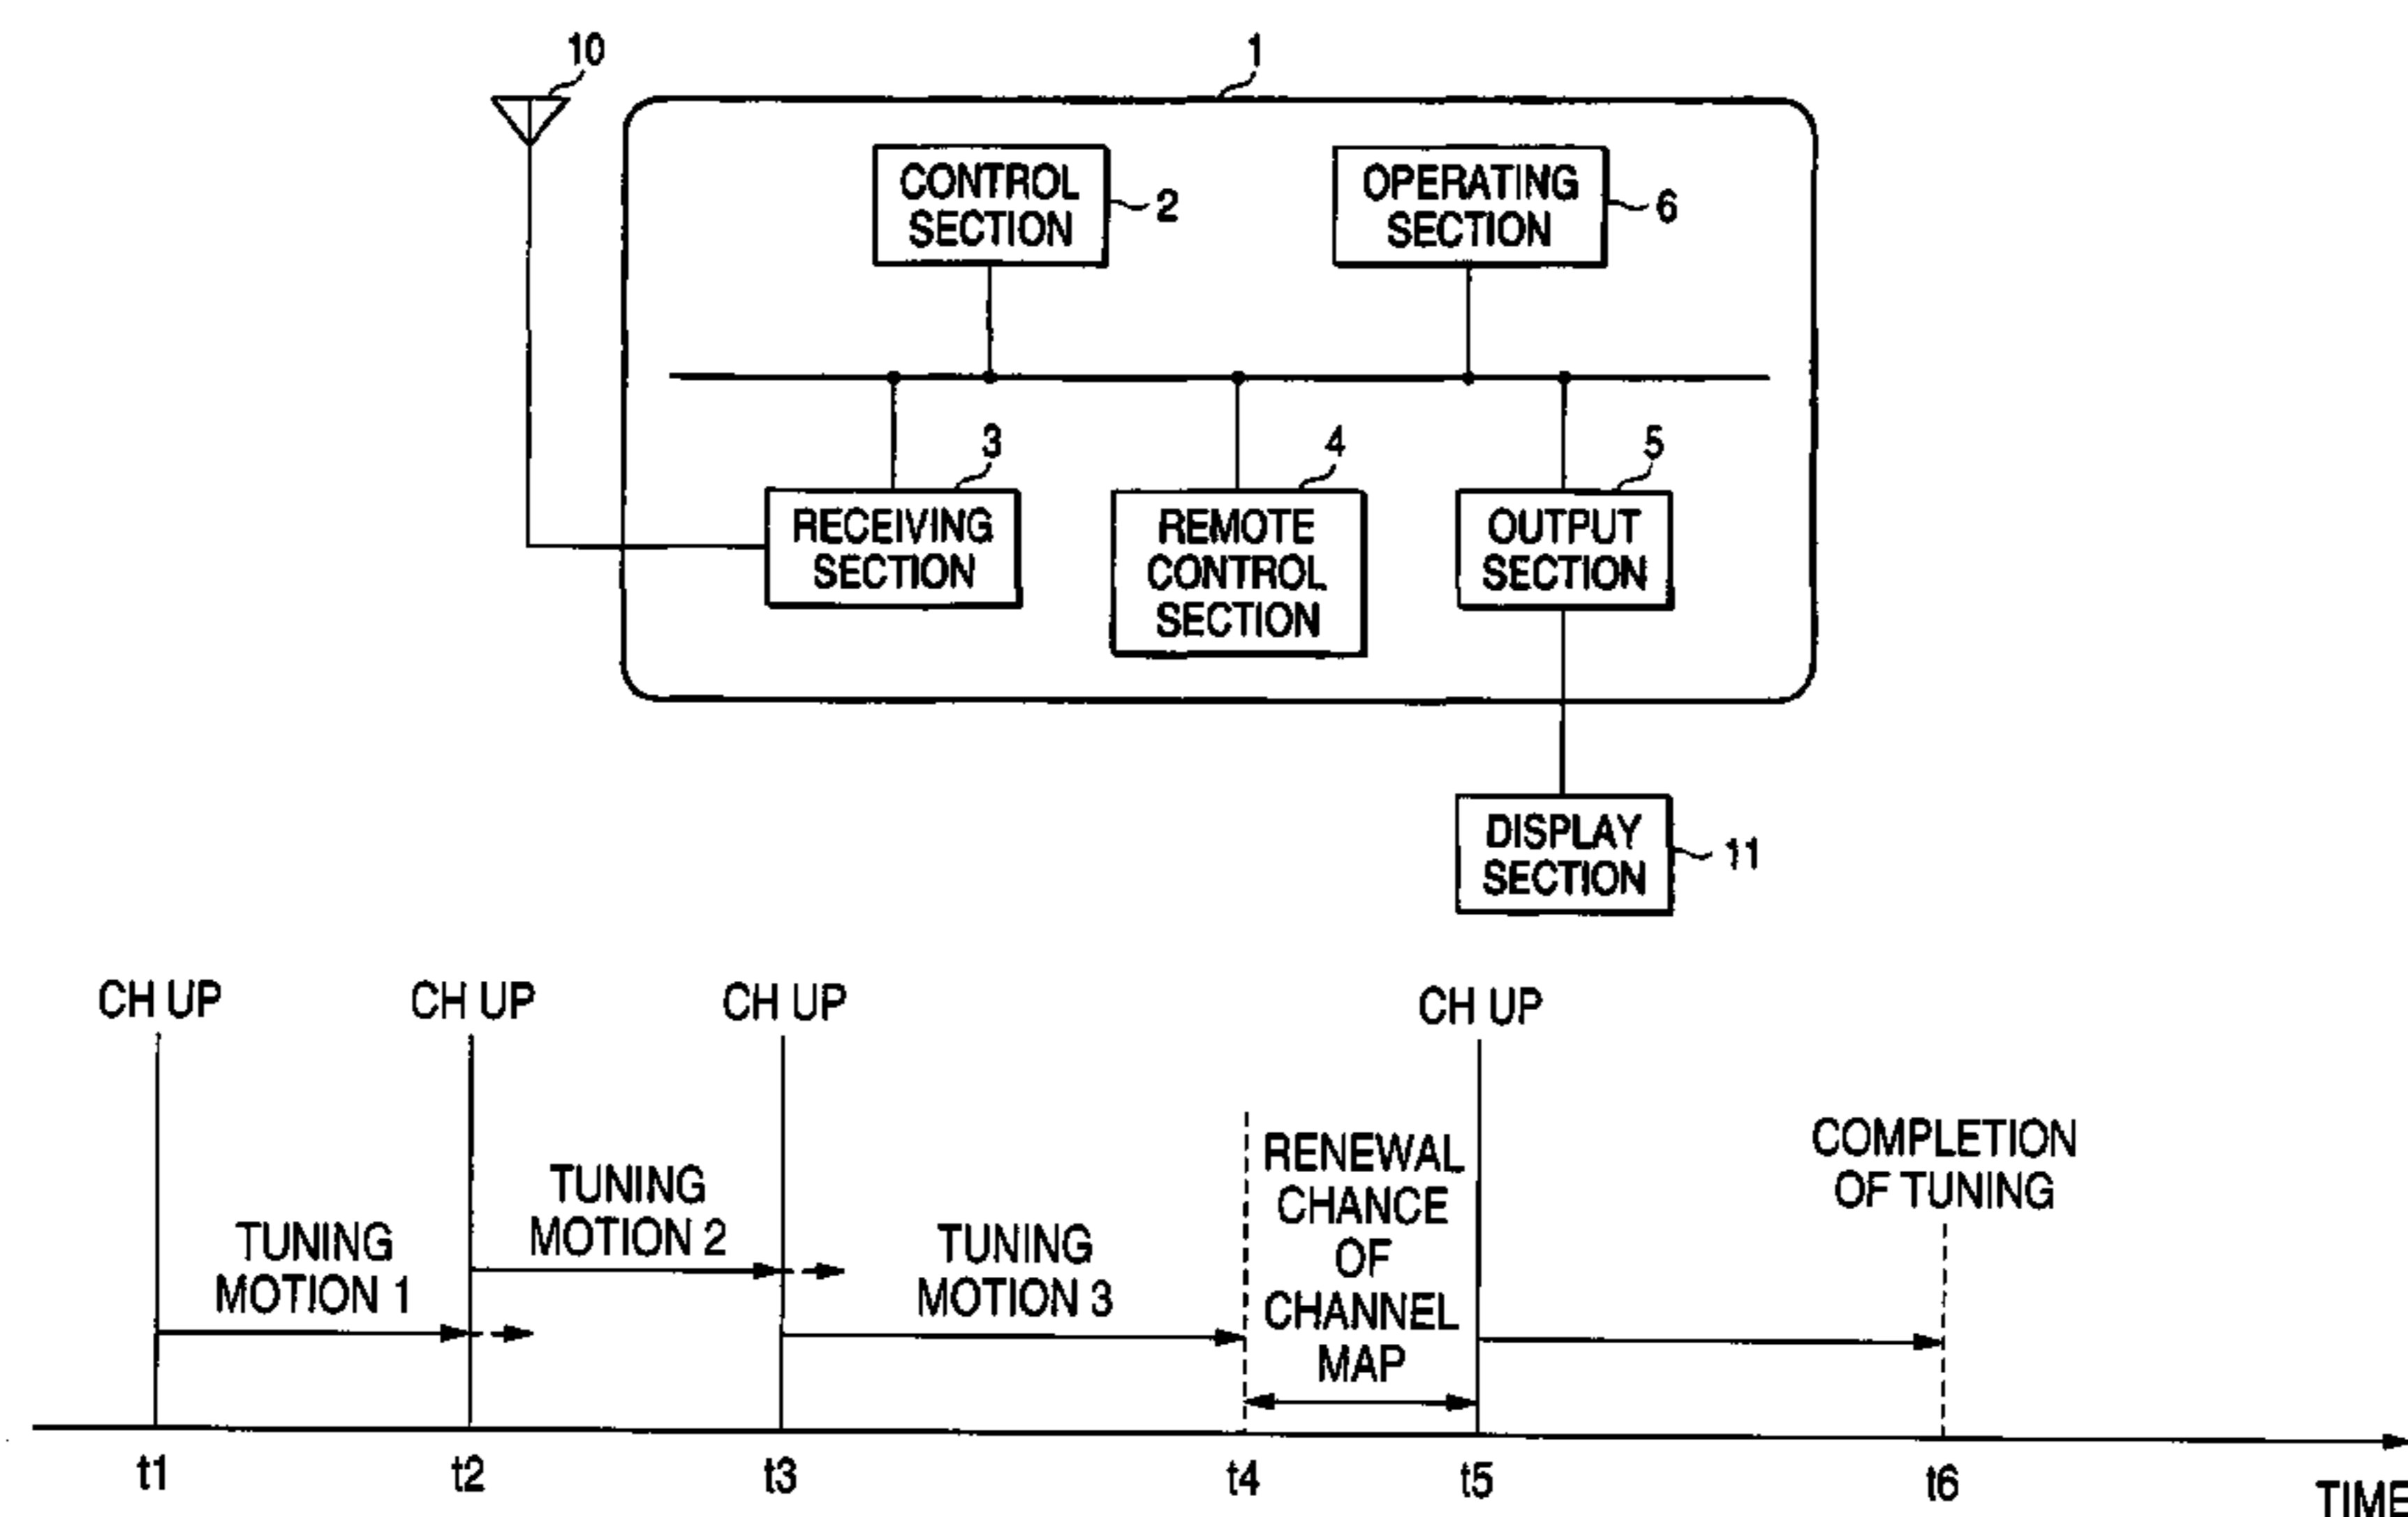 10
1
CONTROL
SECTION
2
OPERATING
SECTION
6
3
4
5
RECEIVING
SECTION
REMOTE
CONTROL
SECTION
OUTPUT
SECTION
DISPLAY
SECTION
11
CH UP
CH UP
CH UP
CH UP
TUNING
MOTION 1
TUNING
MOTION 2
TUNING
MOTION 3
RENEWAL
CHANCE
OF
CHANNEL
MAP
COMPLETION
OF TUNING
t1
t2
t3
t4
t5
t6
TIME